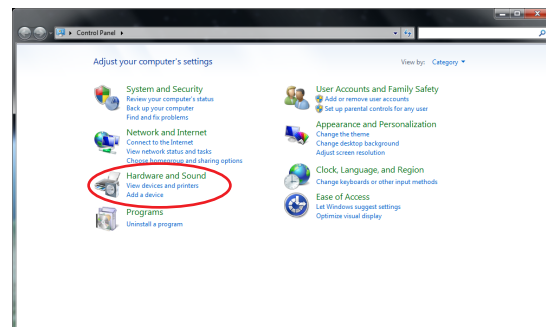 Control Panel
Adjust your computer's settings
View by: Category
System and Security
Review your computer's status
Back up your computer
Find and fix problems
Network and Internet
Connect to the Internet
View network status and tasks
Choose homegroup and sharing options
Hardware and Sound
View devices and printers
Add a device
Programs
Uninstall a program
User Accounts and Family Safety
Add or remove user accounts
Set up parental controls for any user
Appearance and Personalization
Change the theme
Change desktop background
Adjust screen resolution
Clock, Language, and Region
Change keyboards or other input methods
Ease of Access
Let Windows suggest settings
Optimize visual display